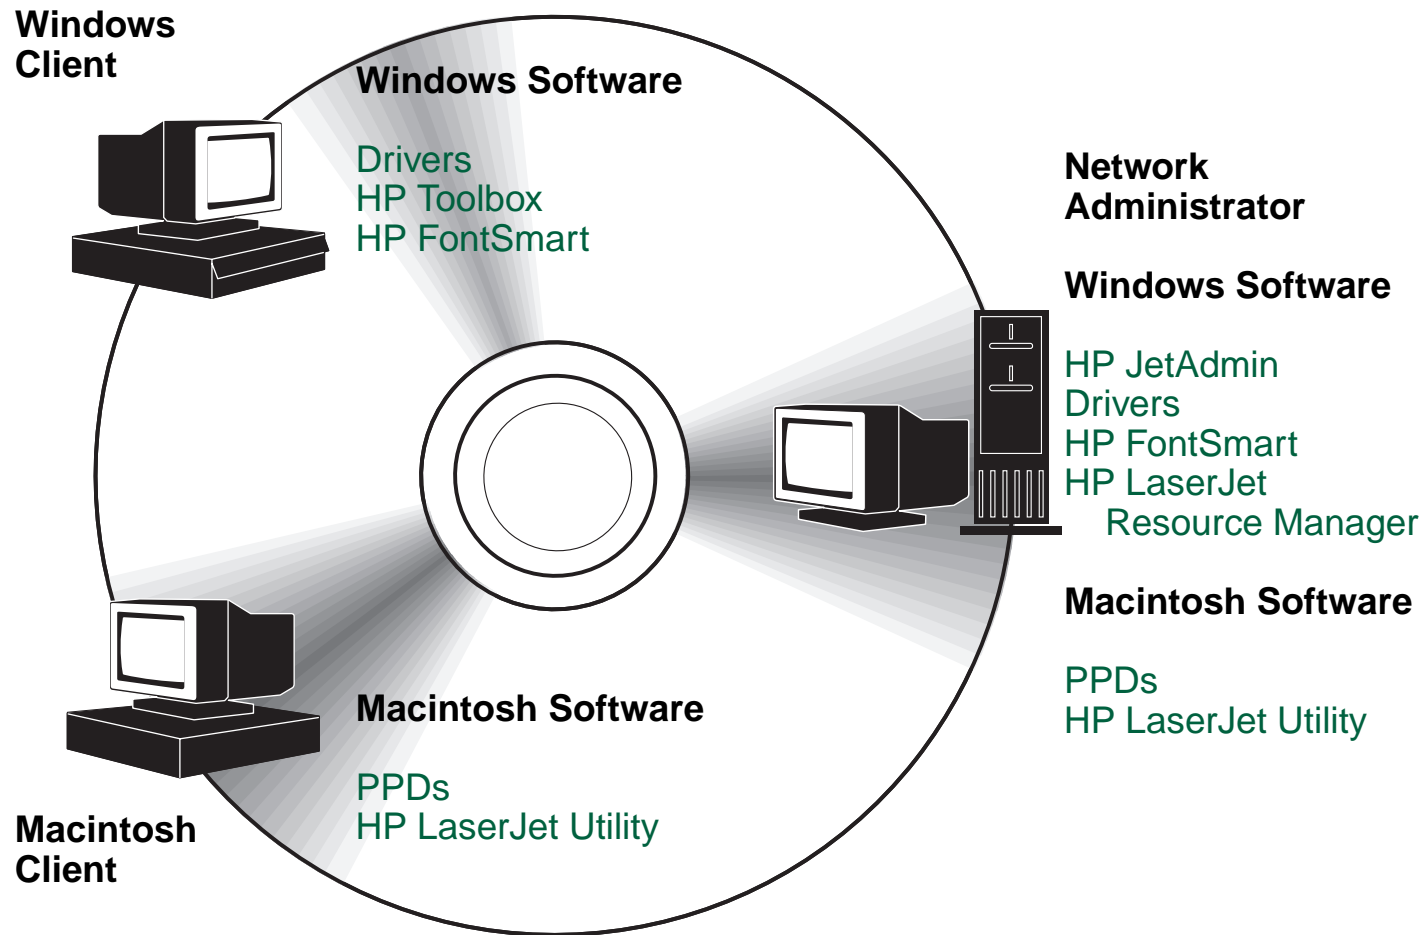 Windows
Client
Windows Software
Drivers
HP Toolbox
HP FontSmart
Network
Administrator
Windows Software
HP JetAdmin
Drivers
HP FontSmart
HP LaserJet
Resource Manager
Macintosh Software
PPDs
HP LaserJet Utility
Macintosh Software
PPDs
HP LaserJet Utility
Macintosh
Client